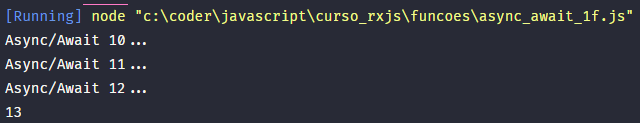 [Running] node "c:\coder\javascript\curso_rxjs\funcoes\async_await_1f.js"
Async/Await 10...
Async/Await 11...
Async/Await 12...
13